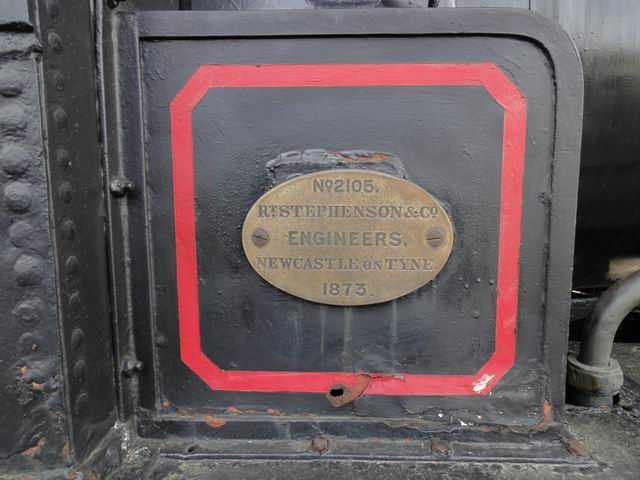 No2105.
RT STEPHENSON & Co
ENGINEERS,
NEWCASTLE ON TYNE
1873.